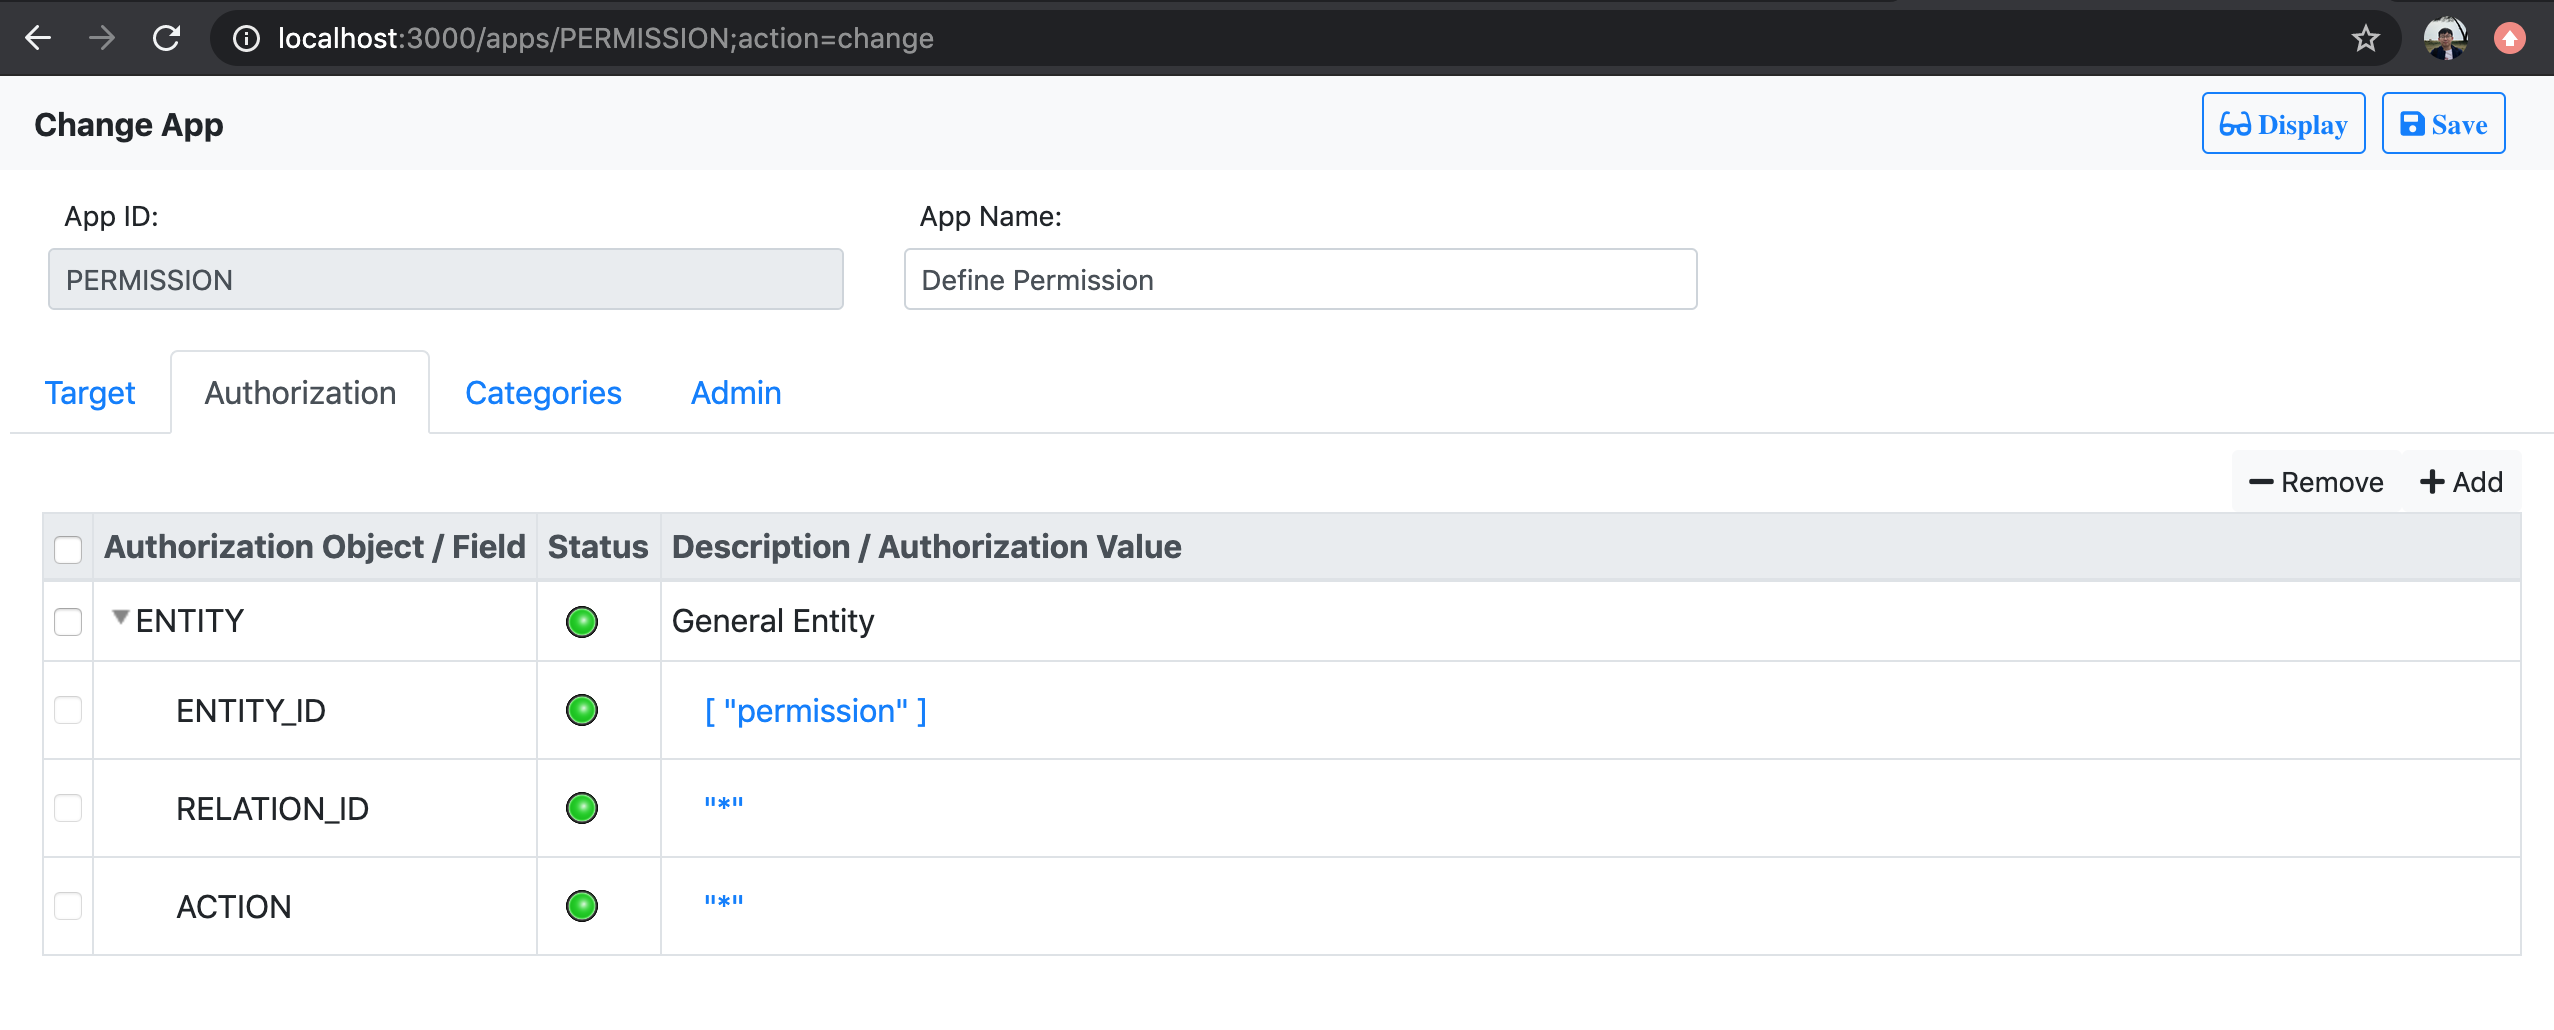 localhost:3000/apps/PERMISSION;action=change
Change App
Display
Save
App ID:
App Name:
PERMISSION
Define Permission
Target
Authorization
Categories
Admin
Remove
Add
Authorization Object / Field
Status
Description / Authorization Value
ENTITY
General Entity
ENTITY_ID
[ "permission" ]
RELATION_ID
"*"
ACTION
"*"